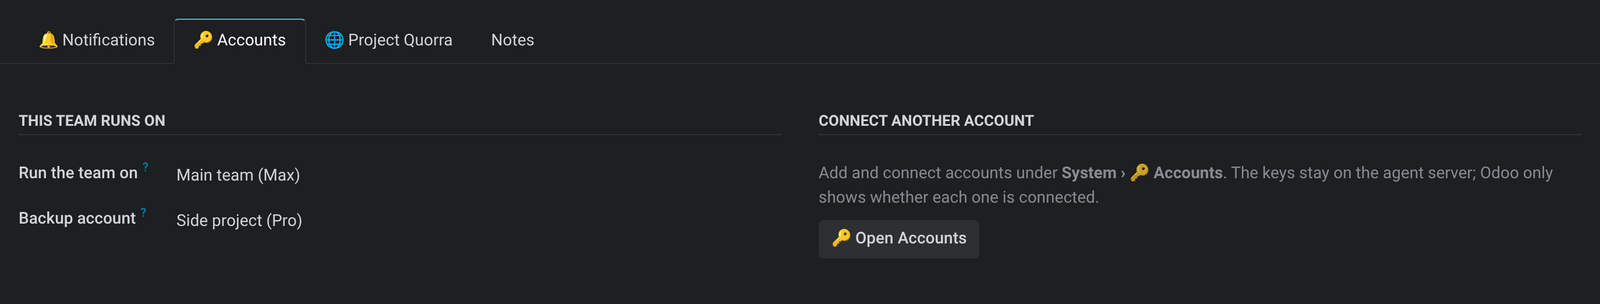 🔔 Notifications
🔑 Accounts
🌐 Project Quorra
Notes
THIS TEAM RUNS ON
Run the team on ? Main team (Max)
Backup account ? Side project (Pro)
CONNECT ANOTHER ACCOUNT
Add and connect accounts under System › 🔑 Accounts. The keys stay on the agent server; Odoo only
shows whether each one is connected.
🔑 Open Accounts